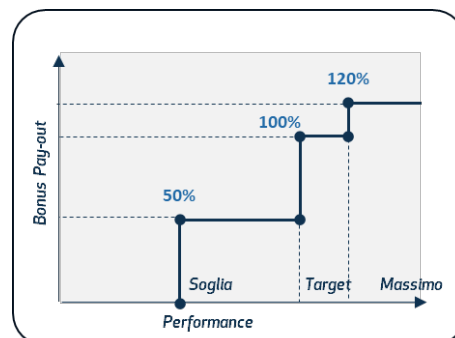 120%
100%
50%
Bonus Pay-out
Soglia Target Massimo
Performance